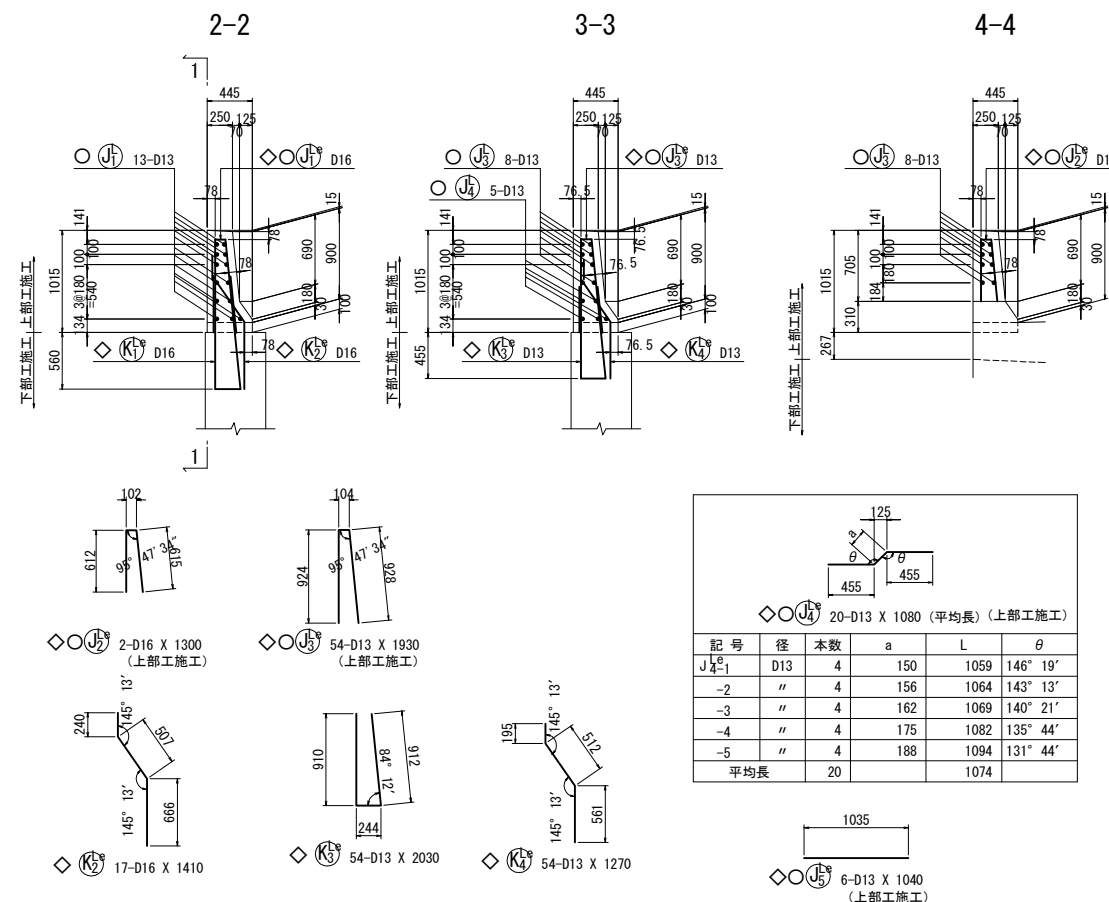 2-2
3-3
4-4
1
445
250
125
70
J1L 13-D13
J1Le D16
78
141
100
100
100
3@180
=540
134
1015
560
上部工施工
下部工施工
15
78
690
900
78
180
30
100
K1Le D16
78
K2Le D16
1
445
250
125
70
J3L 8-D13
J3Le D13
J4L 5-D13
76.5
141
100
100
100
3@180
=540
134
1015
455
上部工施工
下部工施工
15
76.5
690
900
76.5
180
30
100
K3Le D13
76.5
K4Le D13
445
250
125
70
J3L 8-D13
J2Le D1
78
141
100
100
180
184
705
310
1015
267
上部工施工
下部工施工
15
78
690
900
180
30
102
612
95° 47′ 34″
615
J2Le 2-D16 X 1300
(上部工施工)
104
924
95° 47′ 34″
928
J3Le 54-D13 X 1930
(上部工施工)
240
145° 13′
507
145° 13′
666
K2Le 17-D16 X 1410
910
84° 12′
912
244
K3Le 54-D13 X 2030
195
145° 13′
512
145° 13′
561
K4Le 54-D13 X 1270
125
a
θ
θ
455
455
J4Le 20-D13 X 1080 (平均長) (上部工施工)
記 号 径 本数 a L θ
J4Le-1 D13 4 150 1059 146° 19′
-2 〃 4 156 1064 143° 13′
-3 〃 4 162 1069 140° 21′
-4 〃 4 175 1082 135° 44′
-5 〃 4 188 1094 131° 44′
平均長 20 1074
1035
J5Le 6-D13 X 1040
(上部工施工)